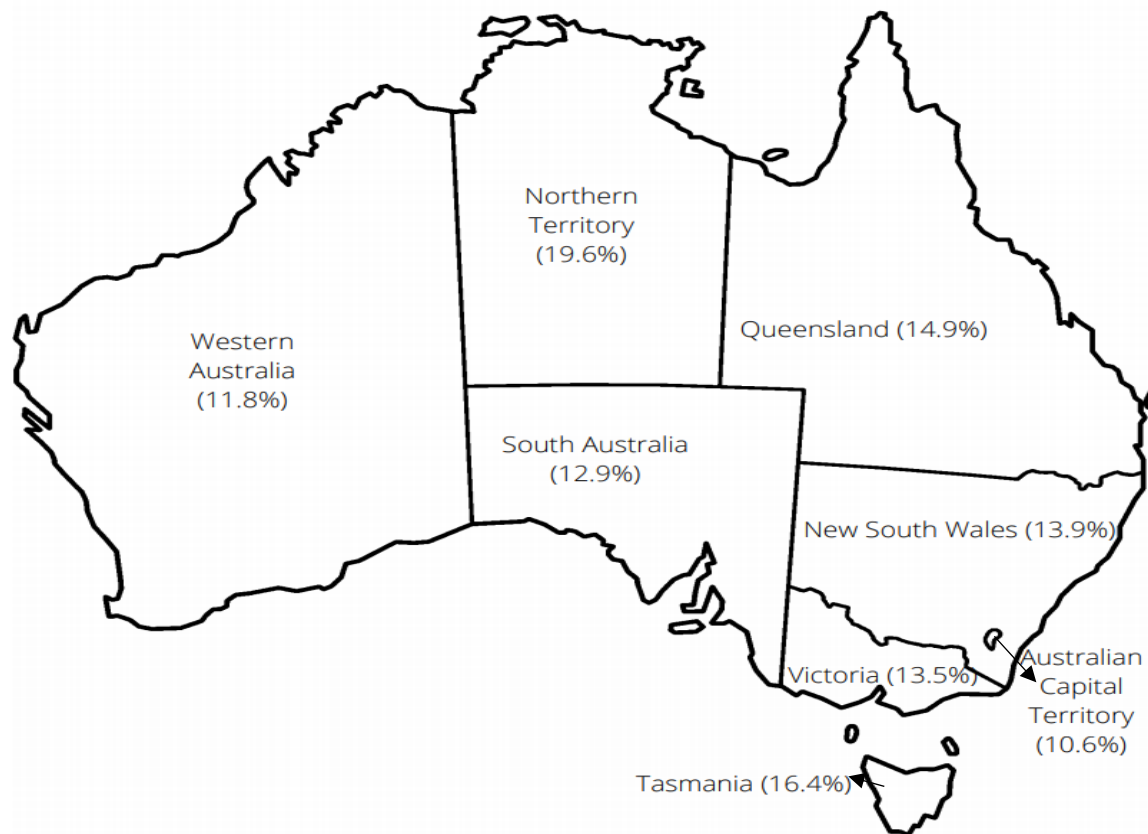 Northern
Territory
(19.6%)
Western
Australia
(11.8%)
Queensland (14.9%)
South Australia
(12.9%)
New South Wales (13.9%)
Victoria (13.5%)
Australian
Capital
Territory
(10.6%)
Tasmania (16.4%)